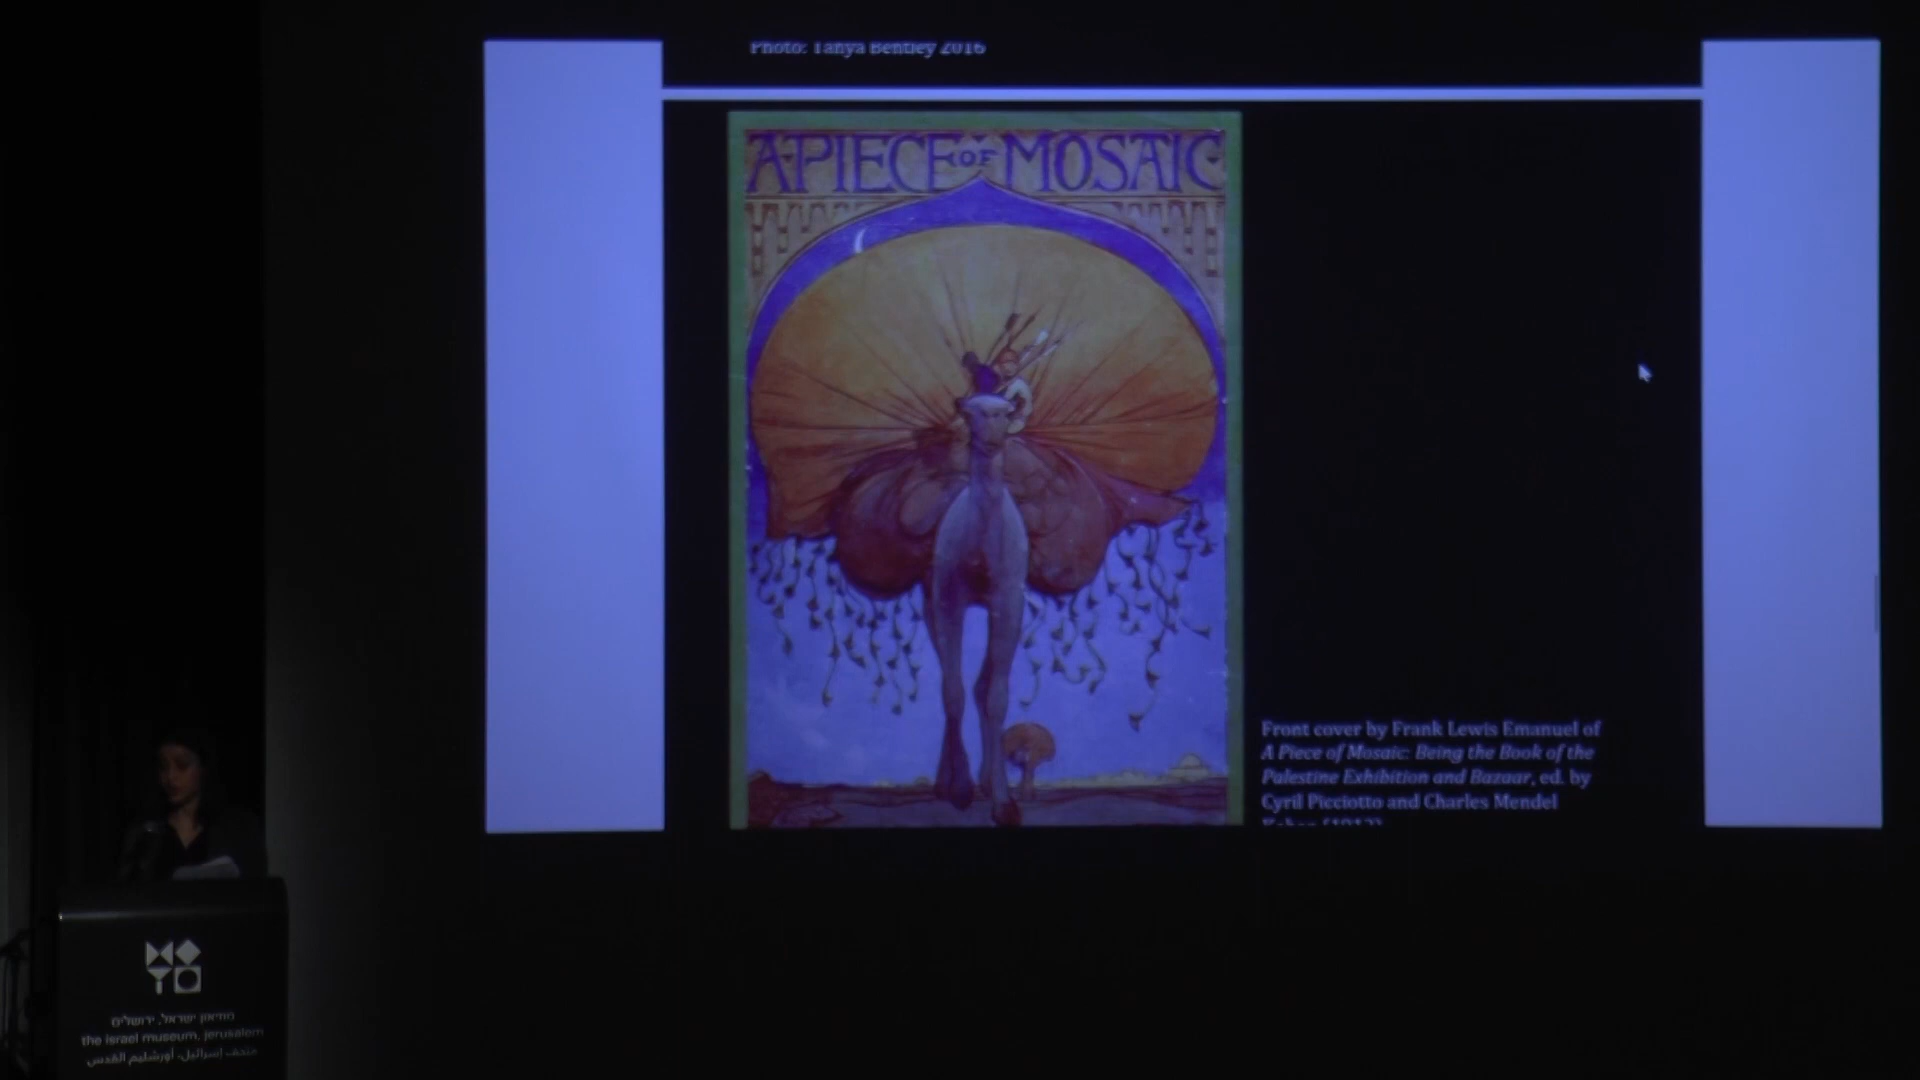 Photo: Tanya Bentley 2016
A PIECE OF MOSAIC
Front cover by Frank Lewis Emanuel of
A Piece of Mosaic: Being the Book of the
Palestine Exhibition and Bazaar, ed. by
Cyril Picciotto and Charles Mendel
מוזיאון ישראל, ירושלים
the israel museum, jerusalem
متحف إسرائيل، أورشليم القدس